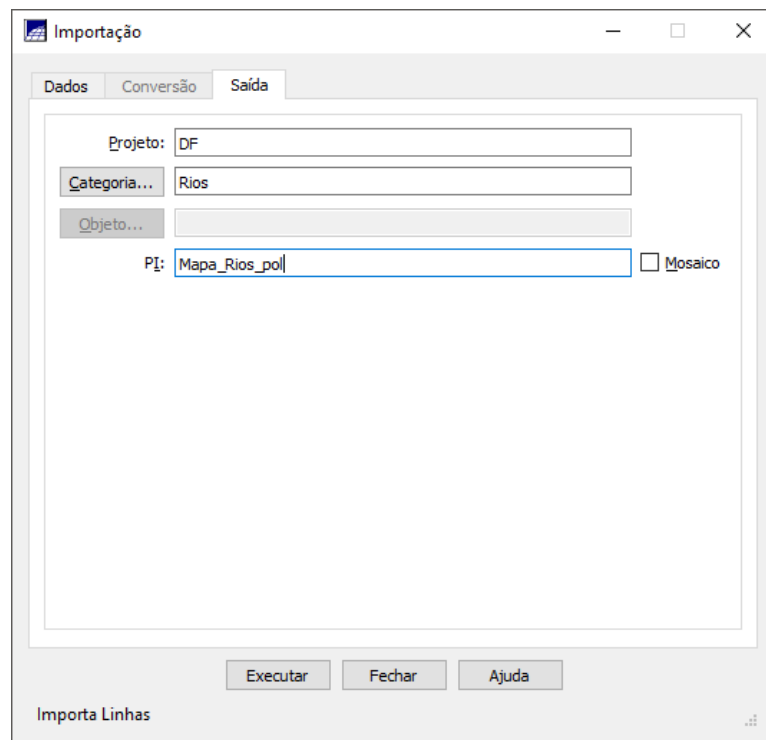 Importação
Dados Conversão Saída
Projeto: DF
Categoria... Rios
Objeto...
PI: Mapa_Rios_pol Mosaico
Executar Fechar Ajuda
Importa Linhas